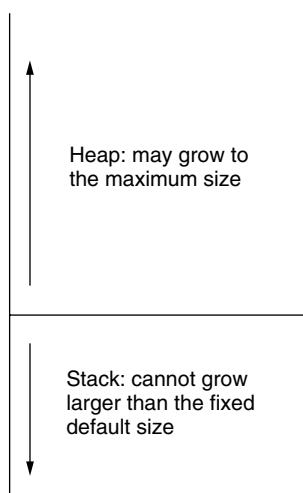 Heap: may grow to
the maximum size
Stack: cannot grow
larger than the fixed
default size